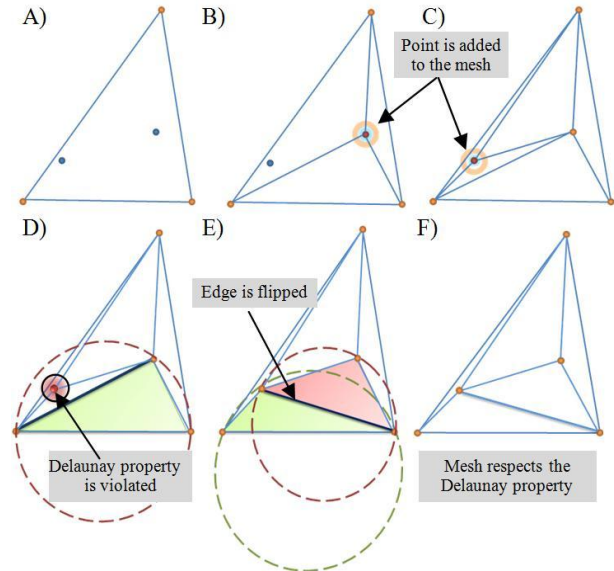 A)
B)
C)
Point is added
to the mesh
D)
E)
F)
Edge is flipped
Delaunay property
is violated
Mesh respects the
Delaunay property